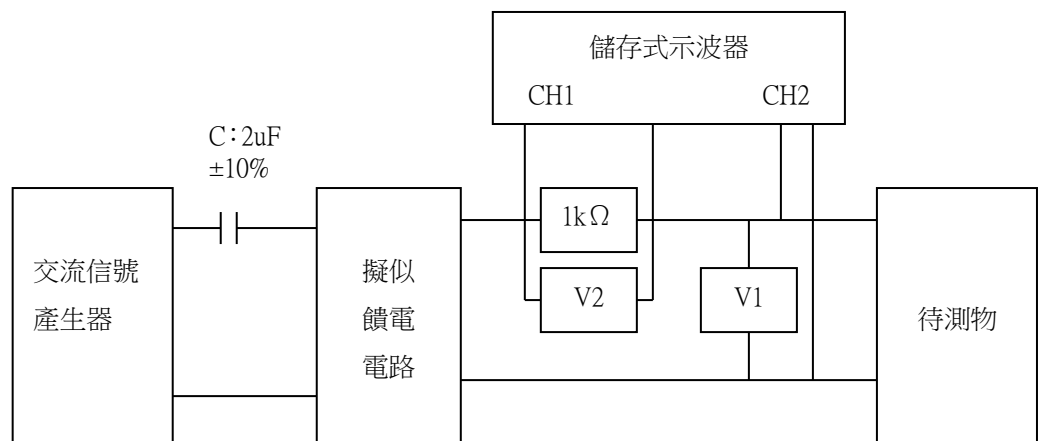 儲存式示波器
CH1
CH2
C:2uF
±10%
交流信號
產生器
擬似
饋電
電路
1kΩ
V2
V1
待測物